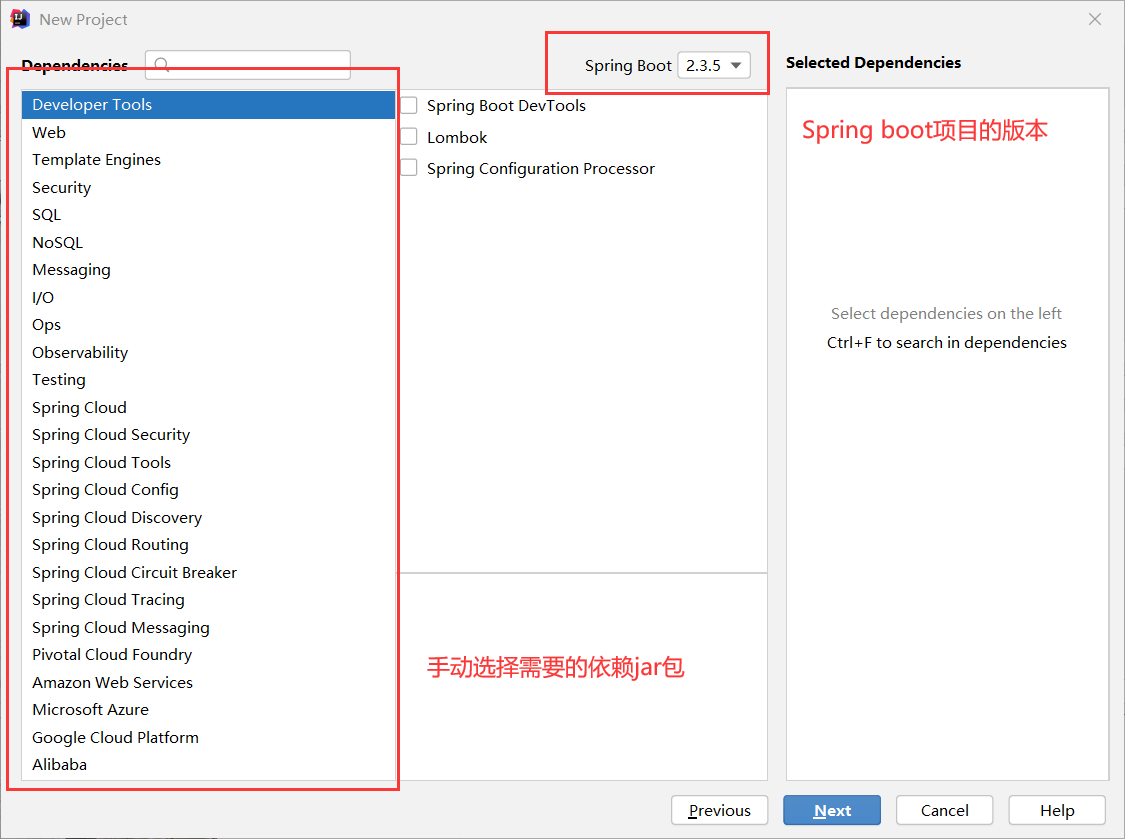 New Project
Dependencies
Spring Boot 2.3.5
Selected Dependencies
Developer Tools
Web
Template Engines
Security
SQL
NoSQL
Messaging
I/O
Ops
Observability
Testing
Spring Cloud
Spring Cloud Security
Spring Cloud Tools
Spring Cloud Config
Spring Cloud Discovery
Spring Cloud Routing
Spring Cloud Circuit Breaker
Spring Cloud Tracing
Spring Cloud Messaging
Pivotal Cloud Foundry
Amazon Web Services
Microsoft Azure
Google Cloud Platform
Alibaba
Spring Boot DevTools
Lombok
Spring Configuration Processor
手动选择需要的依赖jar包
Spring boot项目的版本
Select dependencies on the left
Ctrl+F to search in dependencies
Previous
Next
Cancel
Help